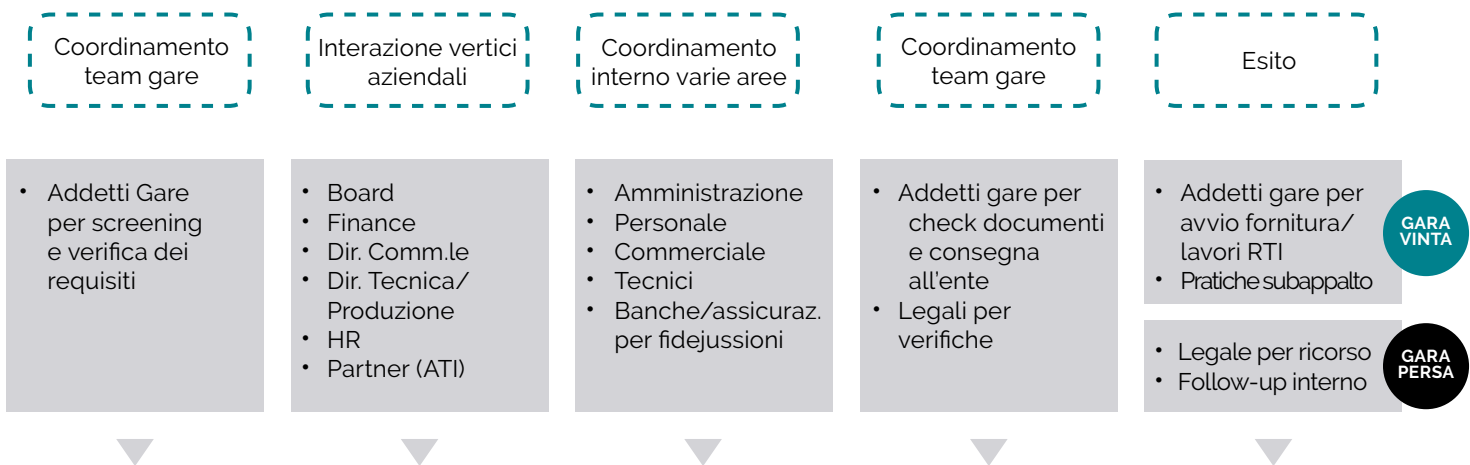 Coordinamento
team gare
Interazione vertici
aziendali
Coordinamento
interno varie aree
Coordinamento
team gare
Esito
• Addetti Gare
per screening
e verifica dei
requisiti
• Board
• Finance
• Dir. Comm.le
• Dir. Tecnica/
Produzione
• HR
• Partner (ATI)
• Amministrazione
• Personale
• Commerciale
• Tecnici
• Banche/assicuraz.
per fidejussioni
• Addetti gare per
check documenti
e consegna
all'ente
• Legali per
verifiche
• Addetti gare per
avvio fornitura/
lavori RTI
• Pratiche subappalto
GARA
VINTA
• Legale per ricorso
• Follow-up interno
GARA
PERSA